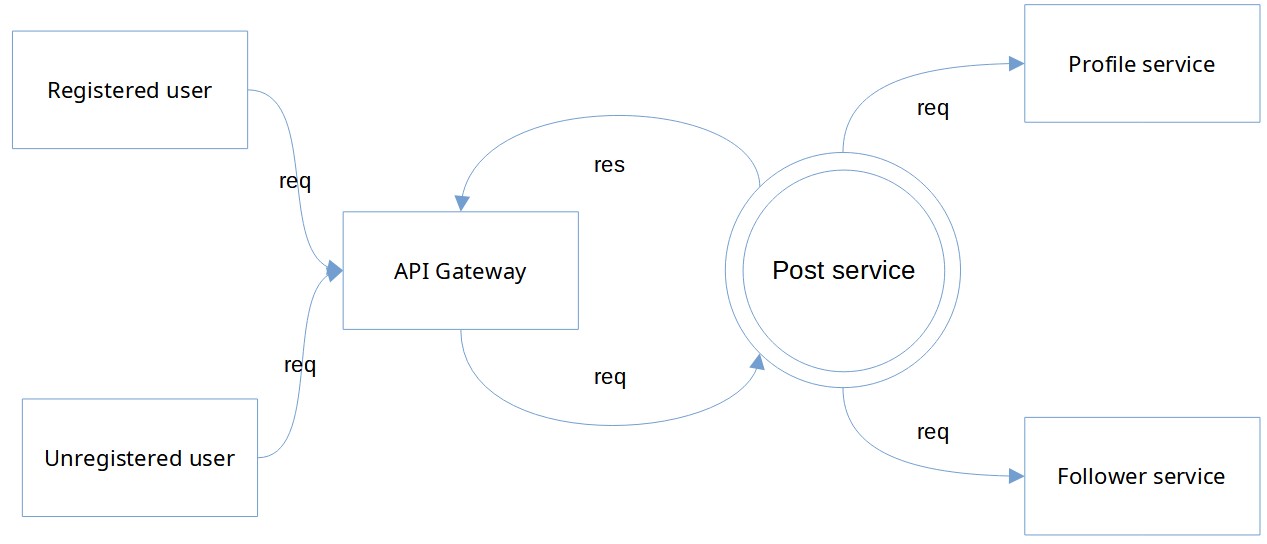 Registered user
Profile service
req
res
req
API Gateway
Post service
req
req
req
Unregistered user
Follower service